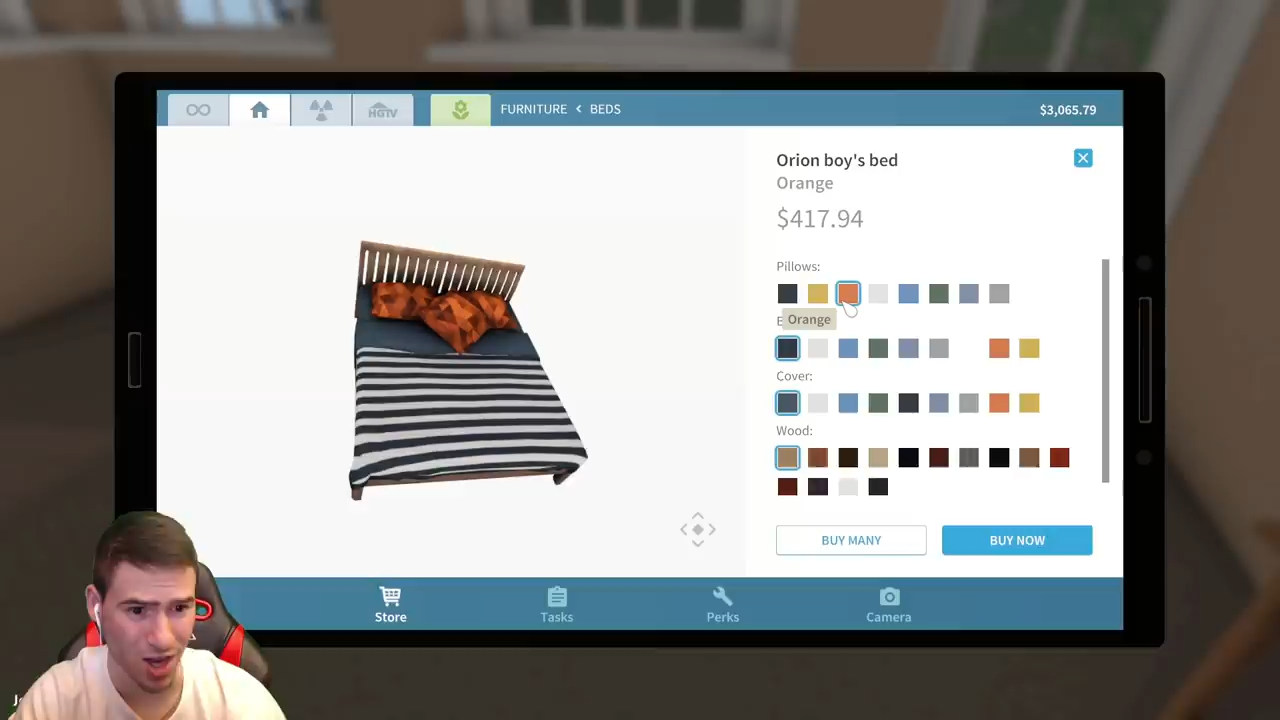 HGTV
FURNITURE < BEDS
$3,065.79
Orion boy's bed
Orange
$417.94
Pillows:
Orange
Cover:
Wood:
BUY MANY
BUY NOW
Store
Tasks
Perks
Camera